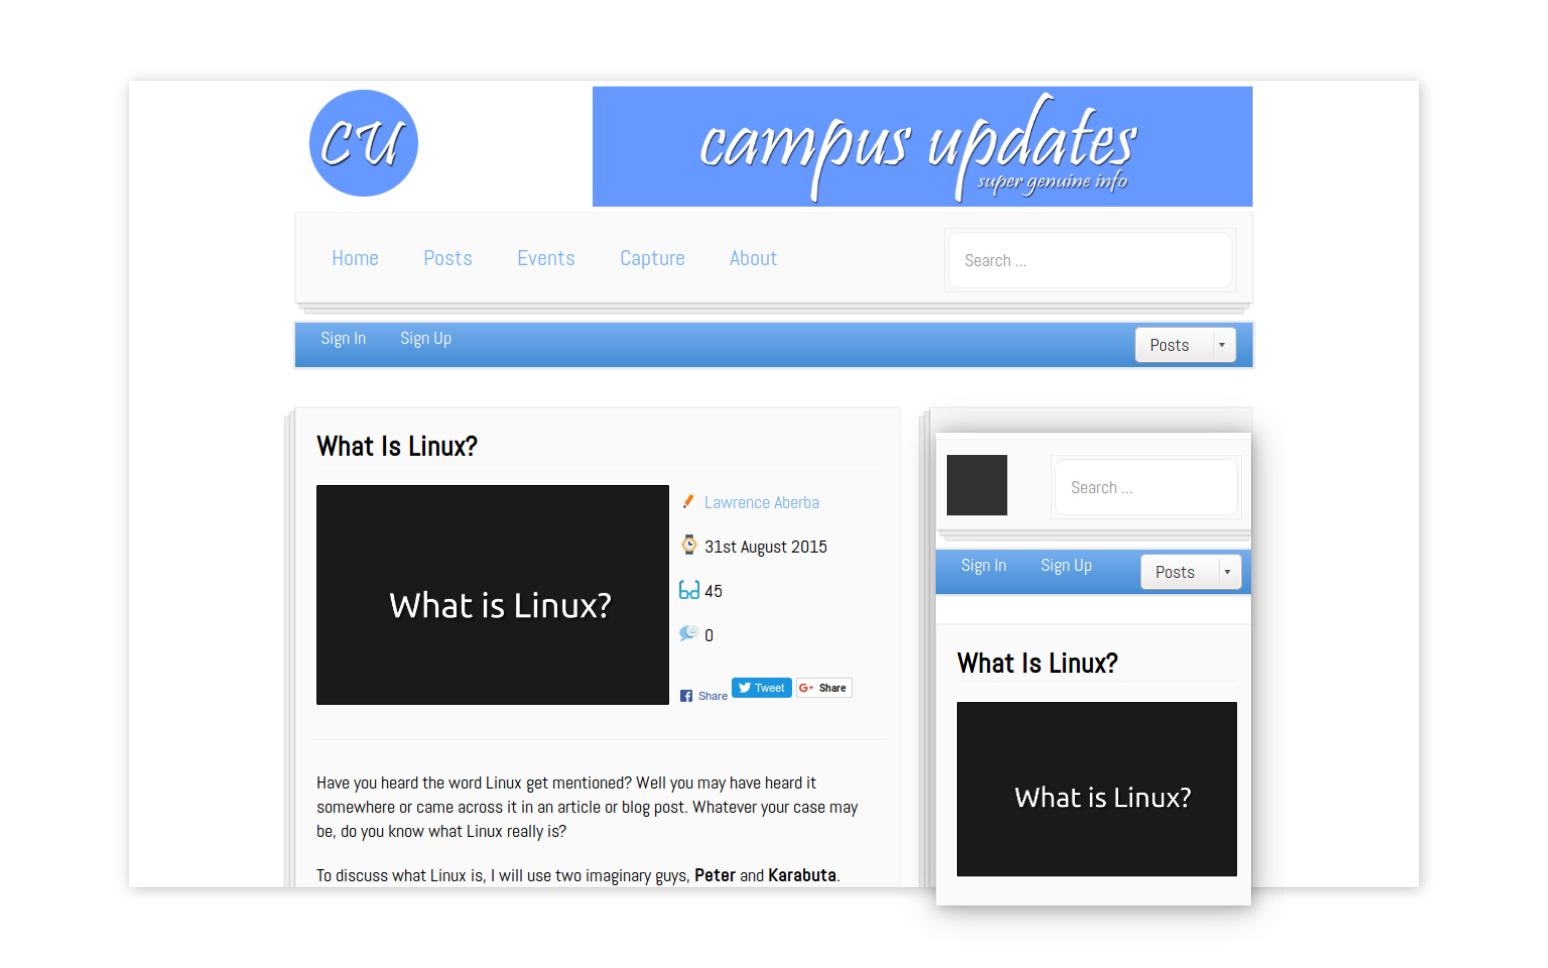 CU
campus updates
super genuine info
Home Posts Events Capture About Search ...
Sign In Sign Up Posts
What Is Linux?
What is Linux?
Lawrence Aberba
31st August 2015
45
0
Share Tweet G+ Share
Have you heard the word Linux get mentioned? Well you may have heard it
somewhere or came across it in an article or blog post. Whatever your case may
be, do you know what Linux really is?
To discuss what Linux is, I will use two imaginary guys, Peter and Karabuta.
Search ...
Sign In Sign Up Posts
What Is Linux?
What is Linux?